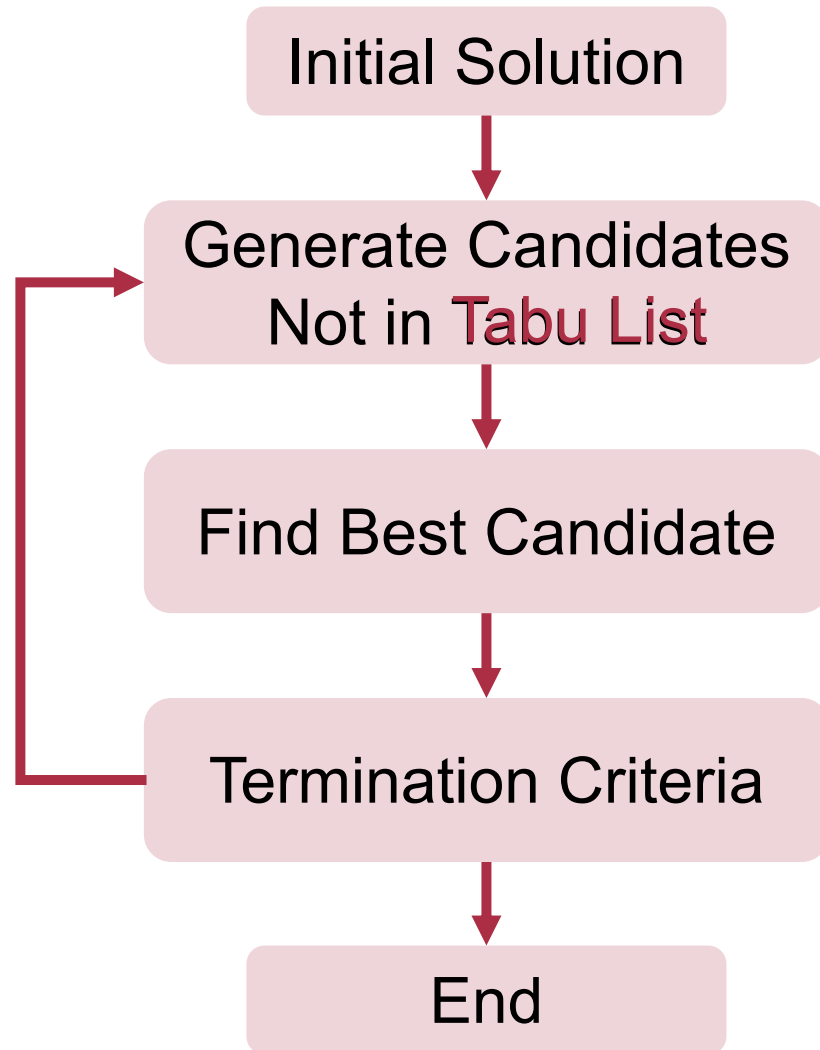 Initial Solution
Generate Candidates
Not in Tabu List
Find Best Candidate
Termination Criteria
End